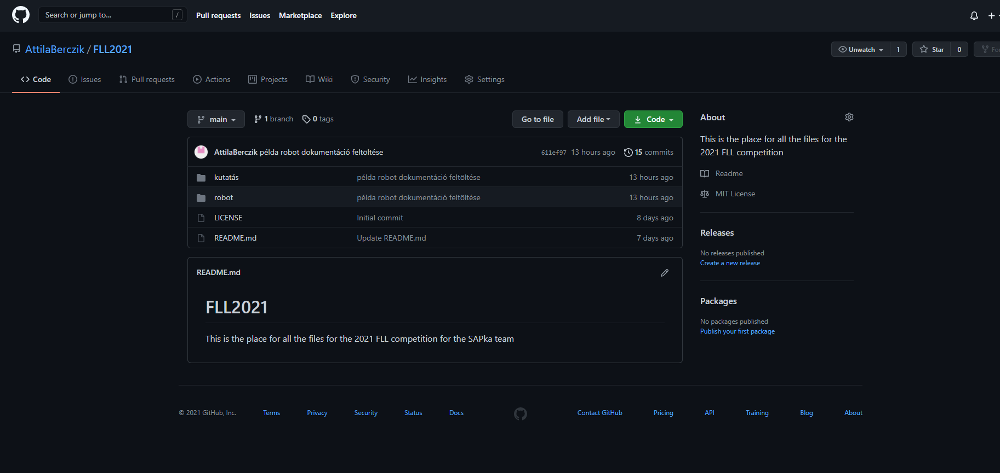 Search or jump to... /
Pull requests Issues Marketplace Explore
AttilaBerczik / FLL2021
Unwatch 1 Star 0 Fo
Code Issues Pull requests Actions Projects Wiki Security Insights Settings
main 1 branch 0 tags Go to file Add file Code
AttilaBerczik példa robot dokumentáció feltöltése 611ef97 13 hours ago 15 commits
kutatás példa robot dokumentáció feltöltése 13 hours ago
robot példa robot dokumentáció feltöltése 13 hours ago
LICENSE Initial commit 8 days ago
README.md Update README.md 7 days ago
README.md
FLL2021
This is the place for all the files for the 2021 FLL competition for the SAPka team
About
This is the place for all the files for the
2021 FLL competition
Readme
MIT License
Releases
No releases published
Create a new release
Packages
No packages published
Publish your first package
© 2021 GitHub, Inc. Terms Privacy Security Status Docs Contact GitHub Pricing API Training Blog About